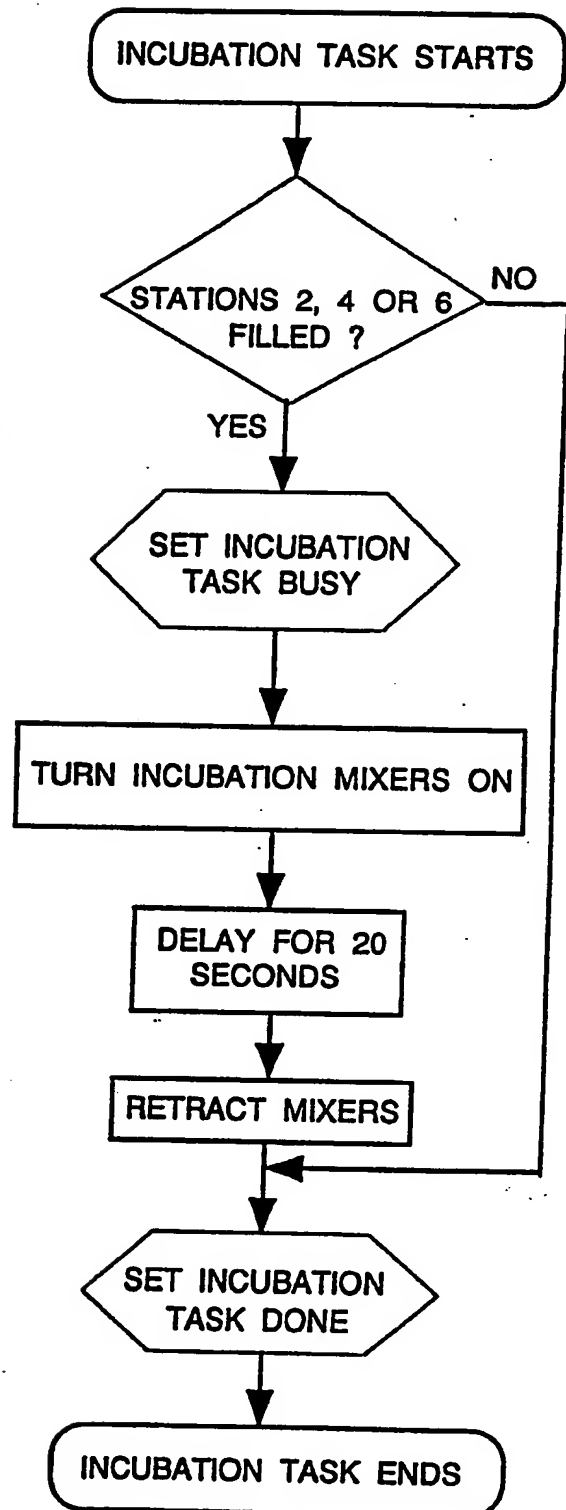 INCUBATION TASK STARTS
STATIONS 2, 4 OR 6
FILLED ?
NO
YES
SET INCUBATION
TASK BUSY
TURN INCUBATION MIXERS ON
DELAY FOR 20
SECONDS
RETRACT MIXERS
SET INCUBATION
TASK DONE
INCUBATION TASK ENDS